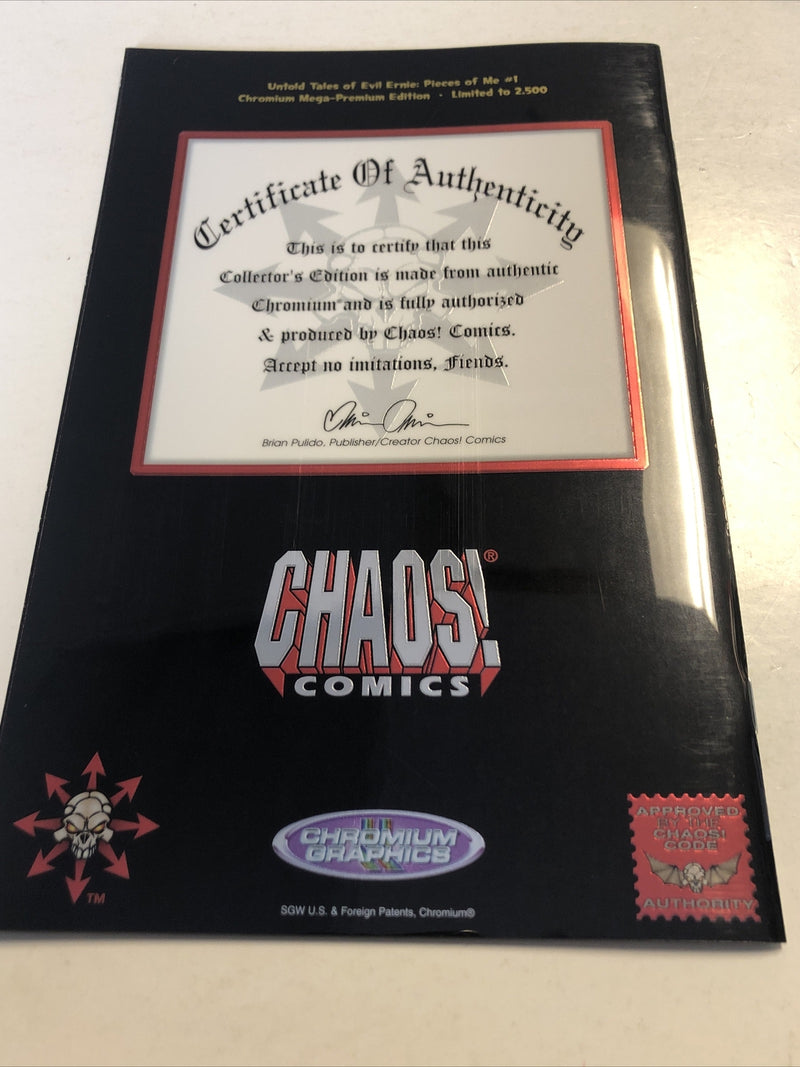 Untold Tales of Evil Ernie: Pieces of Me #1
Chromium Mega-Premium Edition · Limited to 2,500
Certificate Of Authenticity
This is to certify that this
Collector's Edition is made from authentic
Chromium and is fully authorized
& produced by Chaos! Comics.
Accept no imitations, Fiends.
Brian Pulido, Publisher/Creator Chaos! Comics
CHAOS!®
COMICS
TM
CHROMIUM
GRAPHICS
SGW U.S. & Foreign Patents, Chromium®
APPROVED
BY THE
CHAOS!
CODE
AUTHORITY